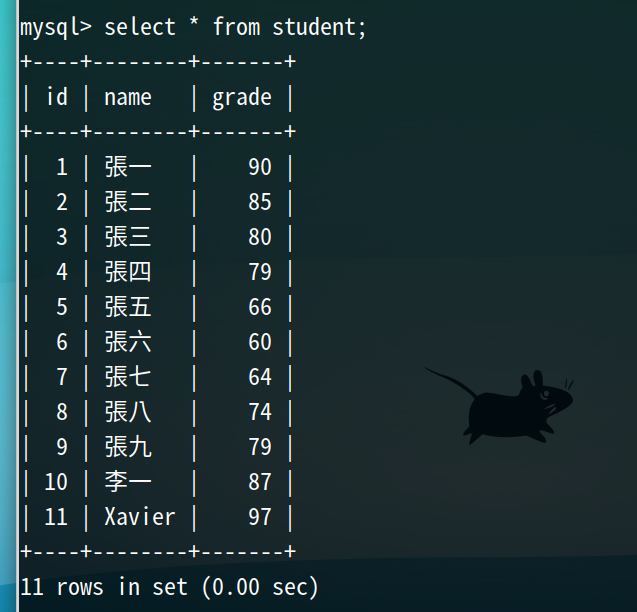 mysql> select * from student;
+----+--------+-------+
| id | name   | grade |
+----+--------+-------+
|  1 | 張一   |    90 |
|  2 | 張二   |    85 |
|  3 | 張三   |    80 |
|  4 | 張四   |    79 |
|  5 | 張五   |    66 |
|  6 | 張六   |    60 |
|  7 | 張七   |    64 |
|  8 | 張八   |    74 |
|  9 | 張九   |    79 |
| 10 | 李一   |    87 |
| 11 | Xavier |    97 |
+----+--------+-------+
11 rows in set (0.00 sec)